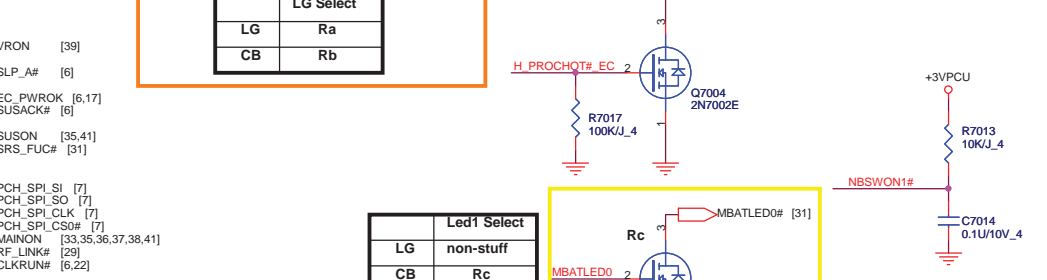 LG Select
LG Ra
CB Rb
VRON [39]
SLP_A# [6]
EC_PWROK [6,17]
SUSACK# [6]
SUSON [35,41]
SRS_FUC# [31]
PCH_SPI_SI [7]
PCH_SPI_SO [7]
PCH_SPI_CLK [7]
PCH_SPI_CS0# [7]
MAINON [33,35,36,37,38,41]
RF_LINK# [29]
CLKRUN# [6,22]
3
H_PROCHOT#_EC 2
Q7004
2N7002E
1
R7017
100K/J_4
+3VPCU
R7013
10K/J_4
NBSWON1#
C7014
0.1U/10V_4
Led1 Select
LG non-stuff
CB Rc
MBATLED0# [31]
Rc
3
MBATLED0 2